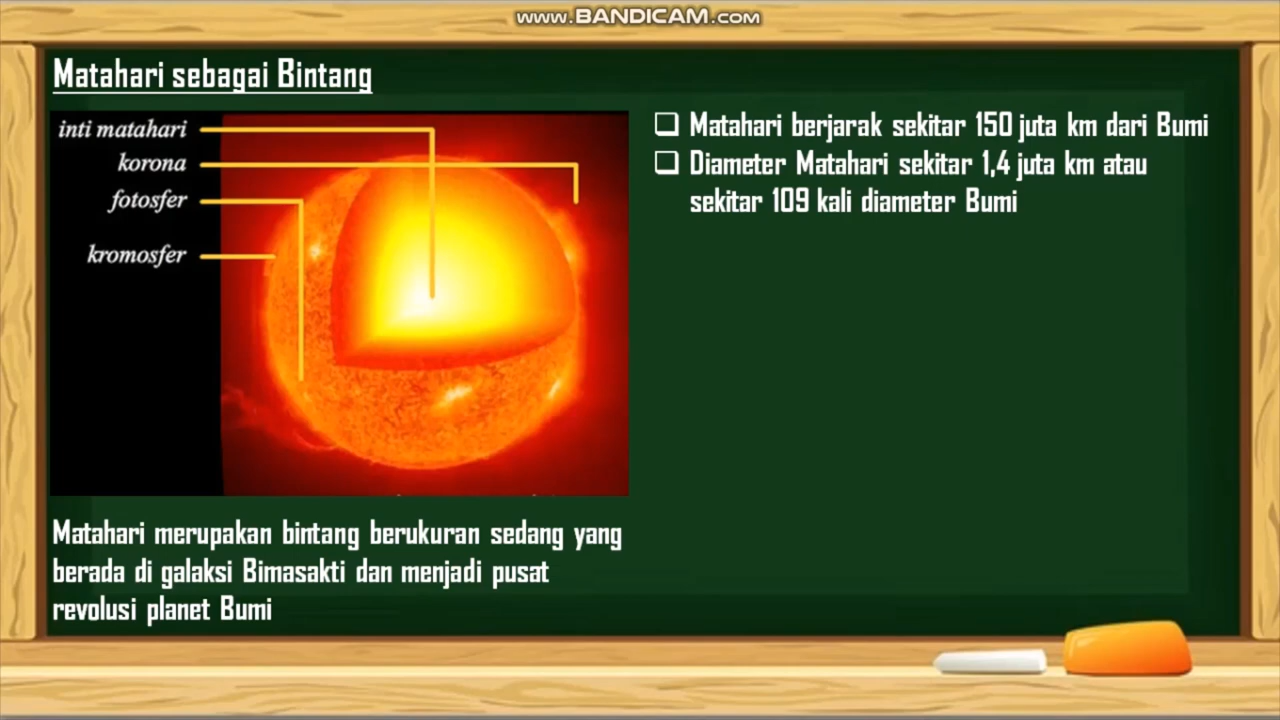 www.BANDICAM.com
Matahari sebagai Bintang
inti matahari
korona
fotosfer
kromosfer
Matahari merupakan bintang berukuran sedang yang
berada di galaksi Bimasakti dan menjadi pusat
revolusi planet Bumi
Matahari berjarak sekitar 150 juta km dari Bumi
Diameter Matahari sekitar 1,4 juta km atau
sekitar 109 kali diameter Bumi